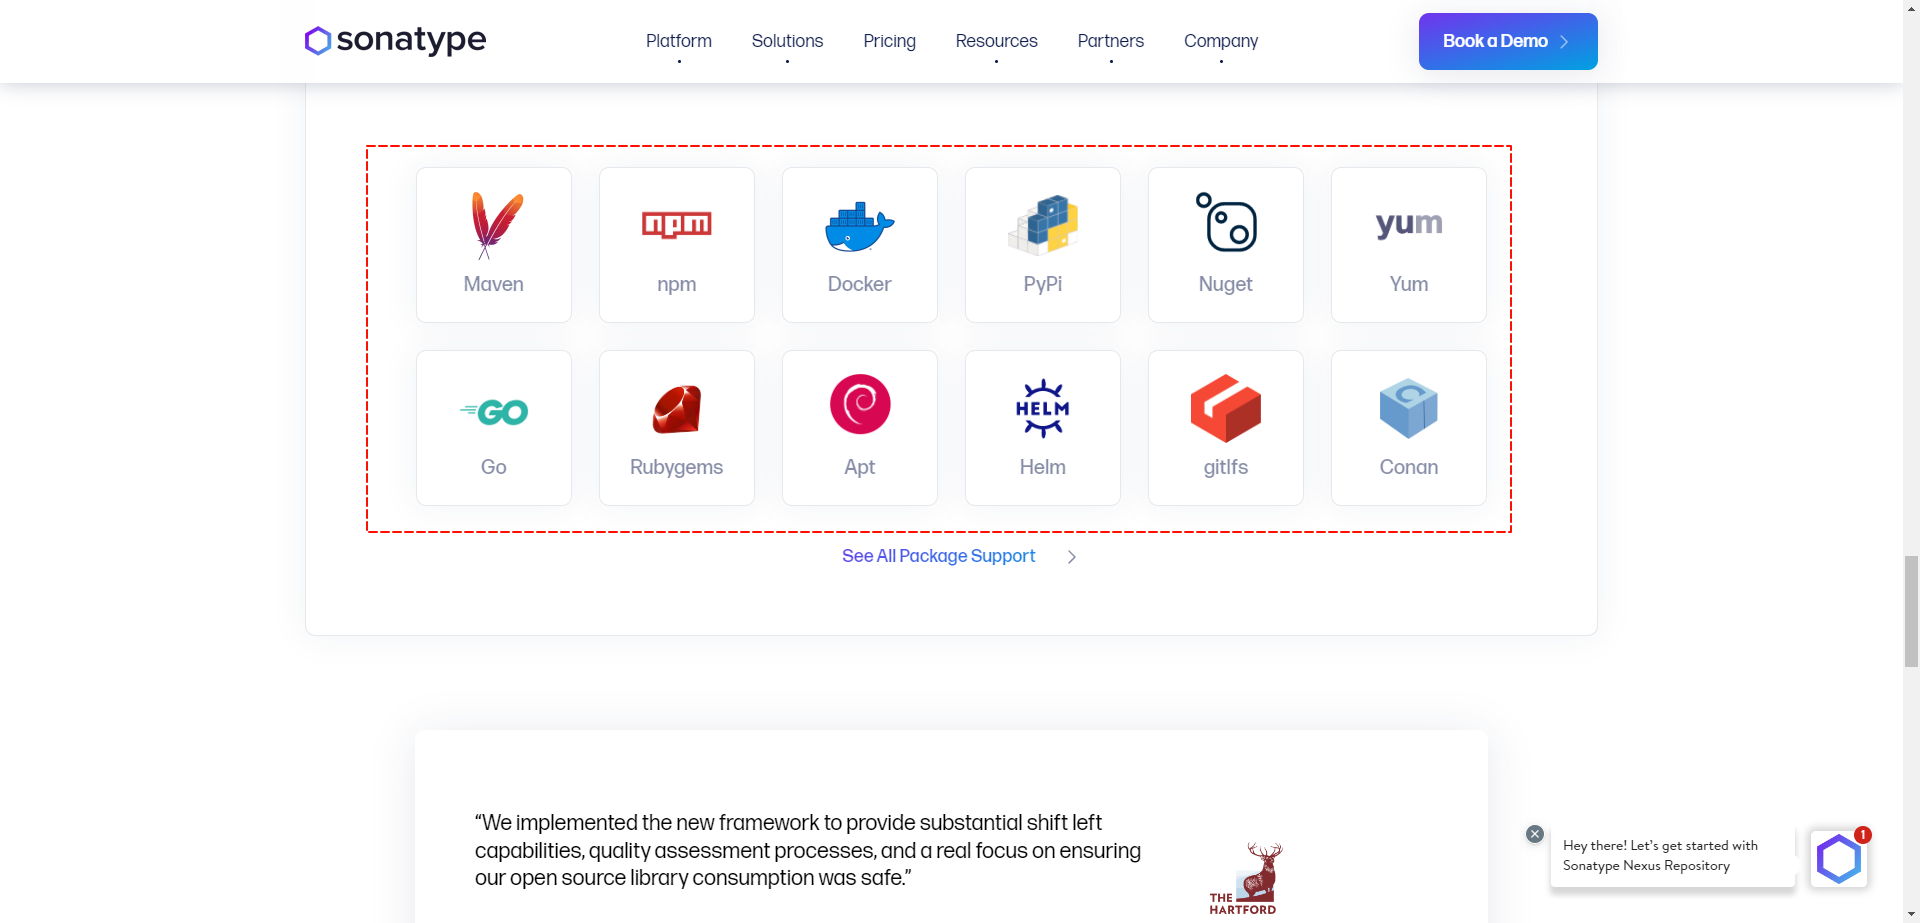 sonatype
Platform Solutions Pricing Resources Partners Company
Book a Demo
npm
yum
Maven npm Docker PyPi Nuget Yum
GO
HELM
Go Rubygems Apt Helm gitlfs Conan
See All Package Support
“We implemented the new framework to provide substantial shift left
capabilities, quality assessment processes, and a real focus on ensuring
our open source library consumption was safe.”
THE
HARTFORD
Hey there! Let's get started with
Sonatype Nexus Repository
1